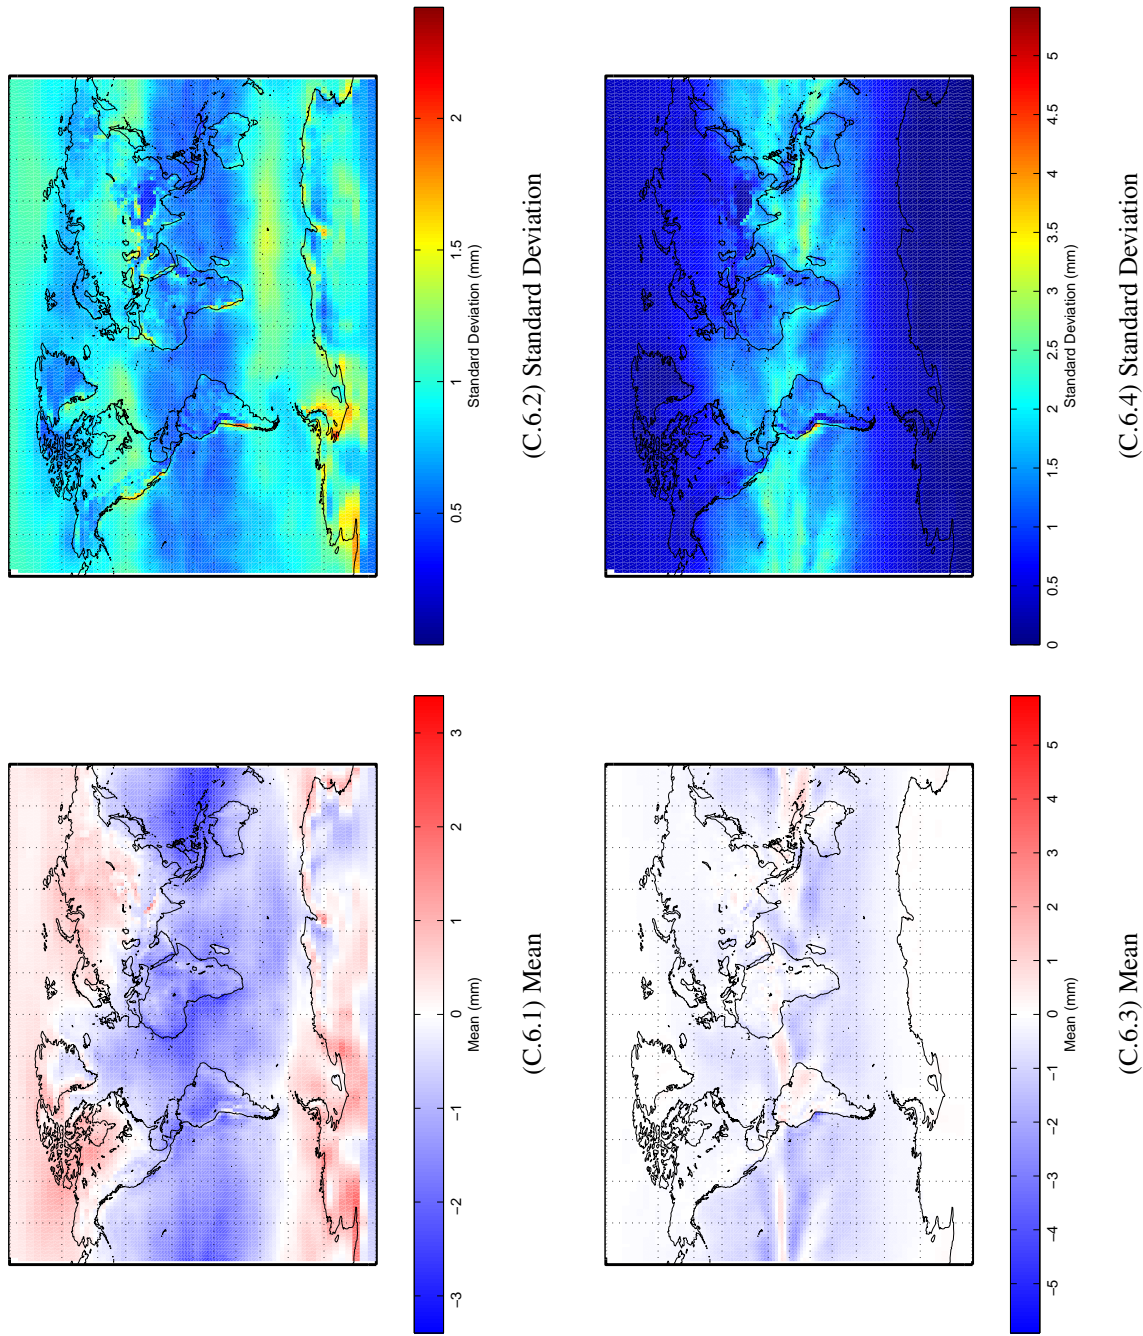 −3 −2 −1 0 1 2 3
Mean (mm)
(C.6.1) Mean
0.5 1 1.5 2
Standard Deviation (mm)
(C.6.2) Standard Deviation
−5 −4 −3 −2 −1 0 1 2 3 4 5
Mean (mm)
(C.6.3) Mean
0 0.5 1 1.5 2 2.5 3 3.5 4 4.5 5
Standard Deviation (mm)
(C.6.4) Standard Deviation